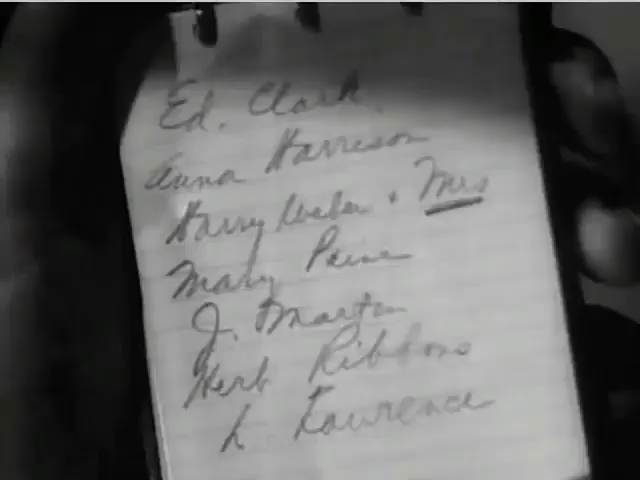 Ed. Clark
Anna Harrison
Harry Weber + Mrs
Mary Paine
J. Martin
Herb Ribbons
L. Lawrence